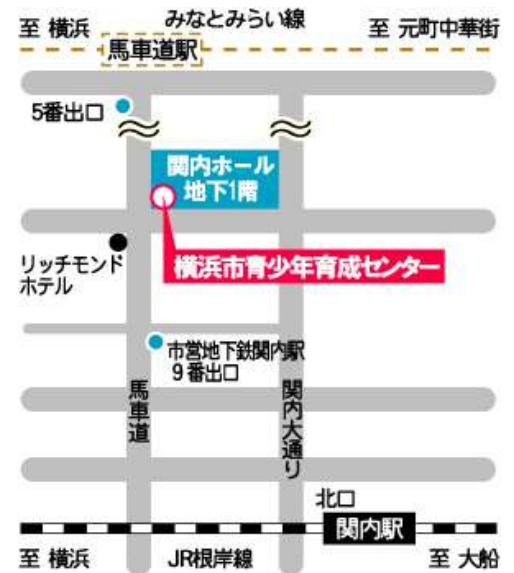 みなとみらい線
至 横浜
至 元町中華街
馬車道駅
5番出口
関内ホール
地下1階
横浜市青少年育成センター
リッチモンド
ホテル
市営地下鉄関内駅
9番出口
馬車道
関内大通り
北口
関内駅
至 横浜
JR根岸線
至 大船